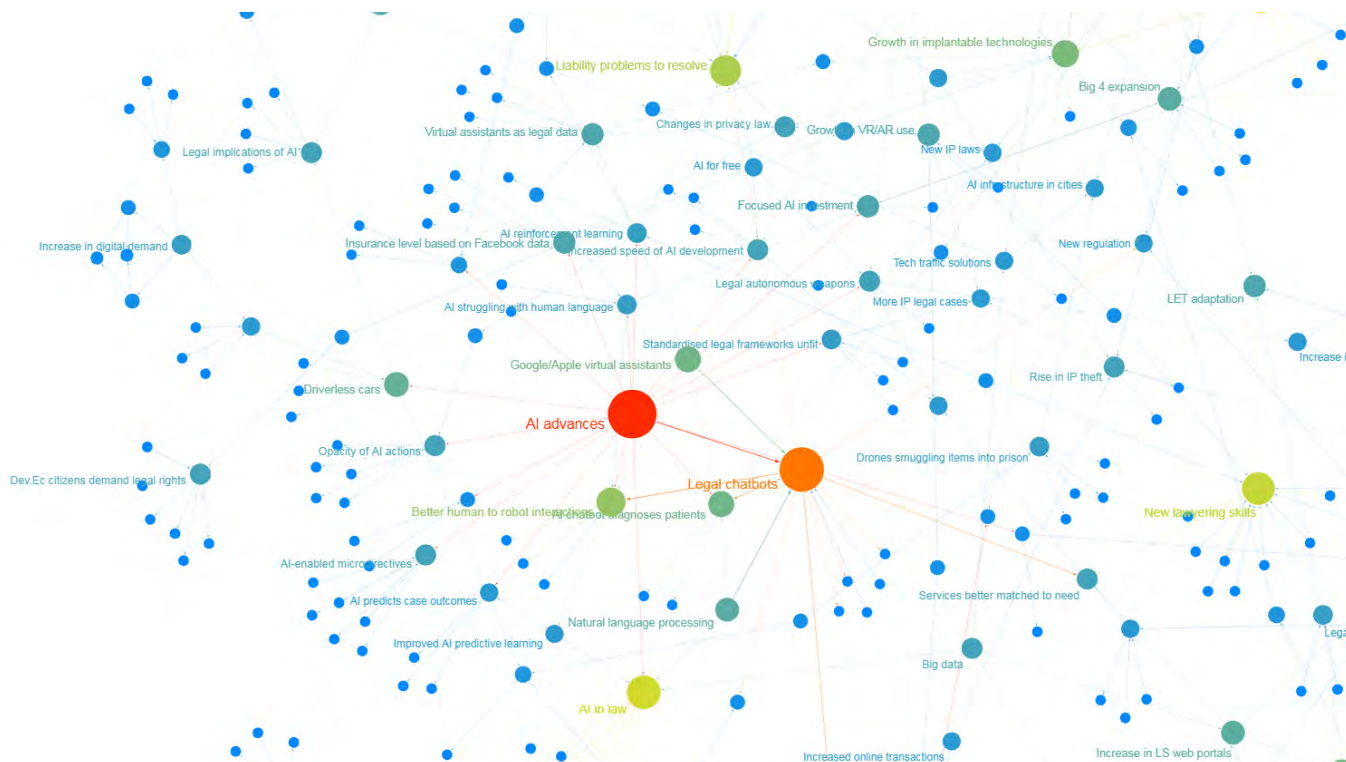 Growth in implantable technologies
Liability problems to resolve
Big 4 expansion
Changes in privacy law
Virtual assistants as legal data
Growth in VR/AR use
Legal implications of AI
New IP laws
AI for free
AI infrastructure in cities
Focused AI investment
AI reinforcement learning
Increase in digital demand
Insurance level based on Facebook data
Increased speed of AI development
New regulation
Tech traffic solutions
Legal autonomous weapons
LET adaptation
AI struggling with human language
More IP legal cases
Standardised legal frameworks unfit
Increase i
Google/Apple virtual assistants
Rise in IP theft
Driverless cars
AI advances
Opacity of AI actions
Drones smuggling items into prison
Dev.Ec citizens demand legal rights
Legal chatbots
Better human to robot interactions
AI chatbot diagnoses patients
New lawyering skills
AI-enabled microdirectives
Services better matched to need
AI predicts case outcomes
Natural language processing
Lega
Improved AI predictive learning
Big data
AI in law
Increased online transactions
Increase in LS web portals